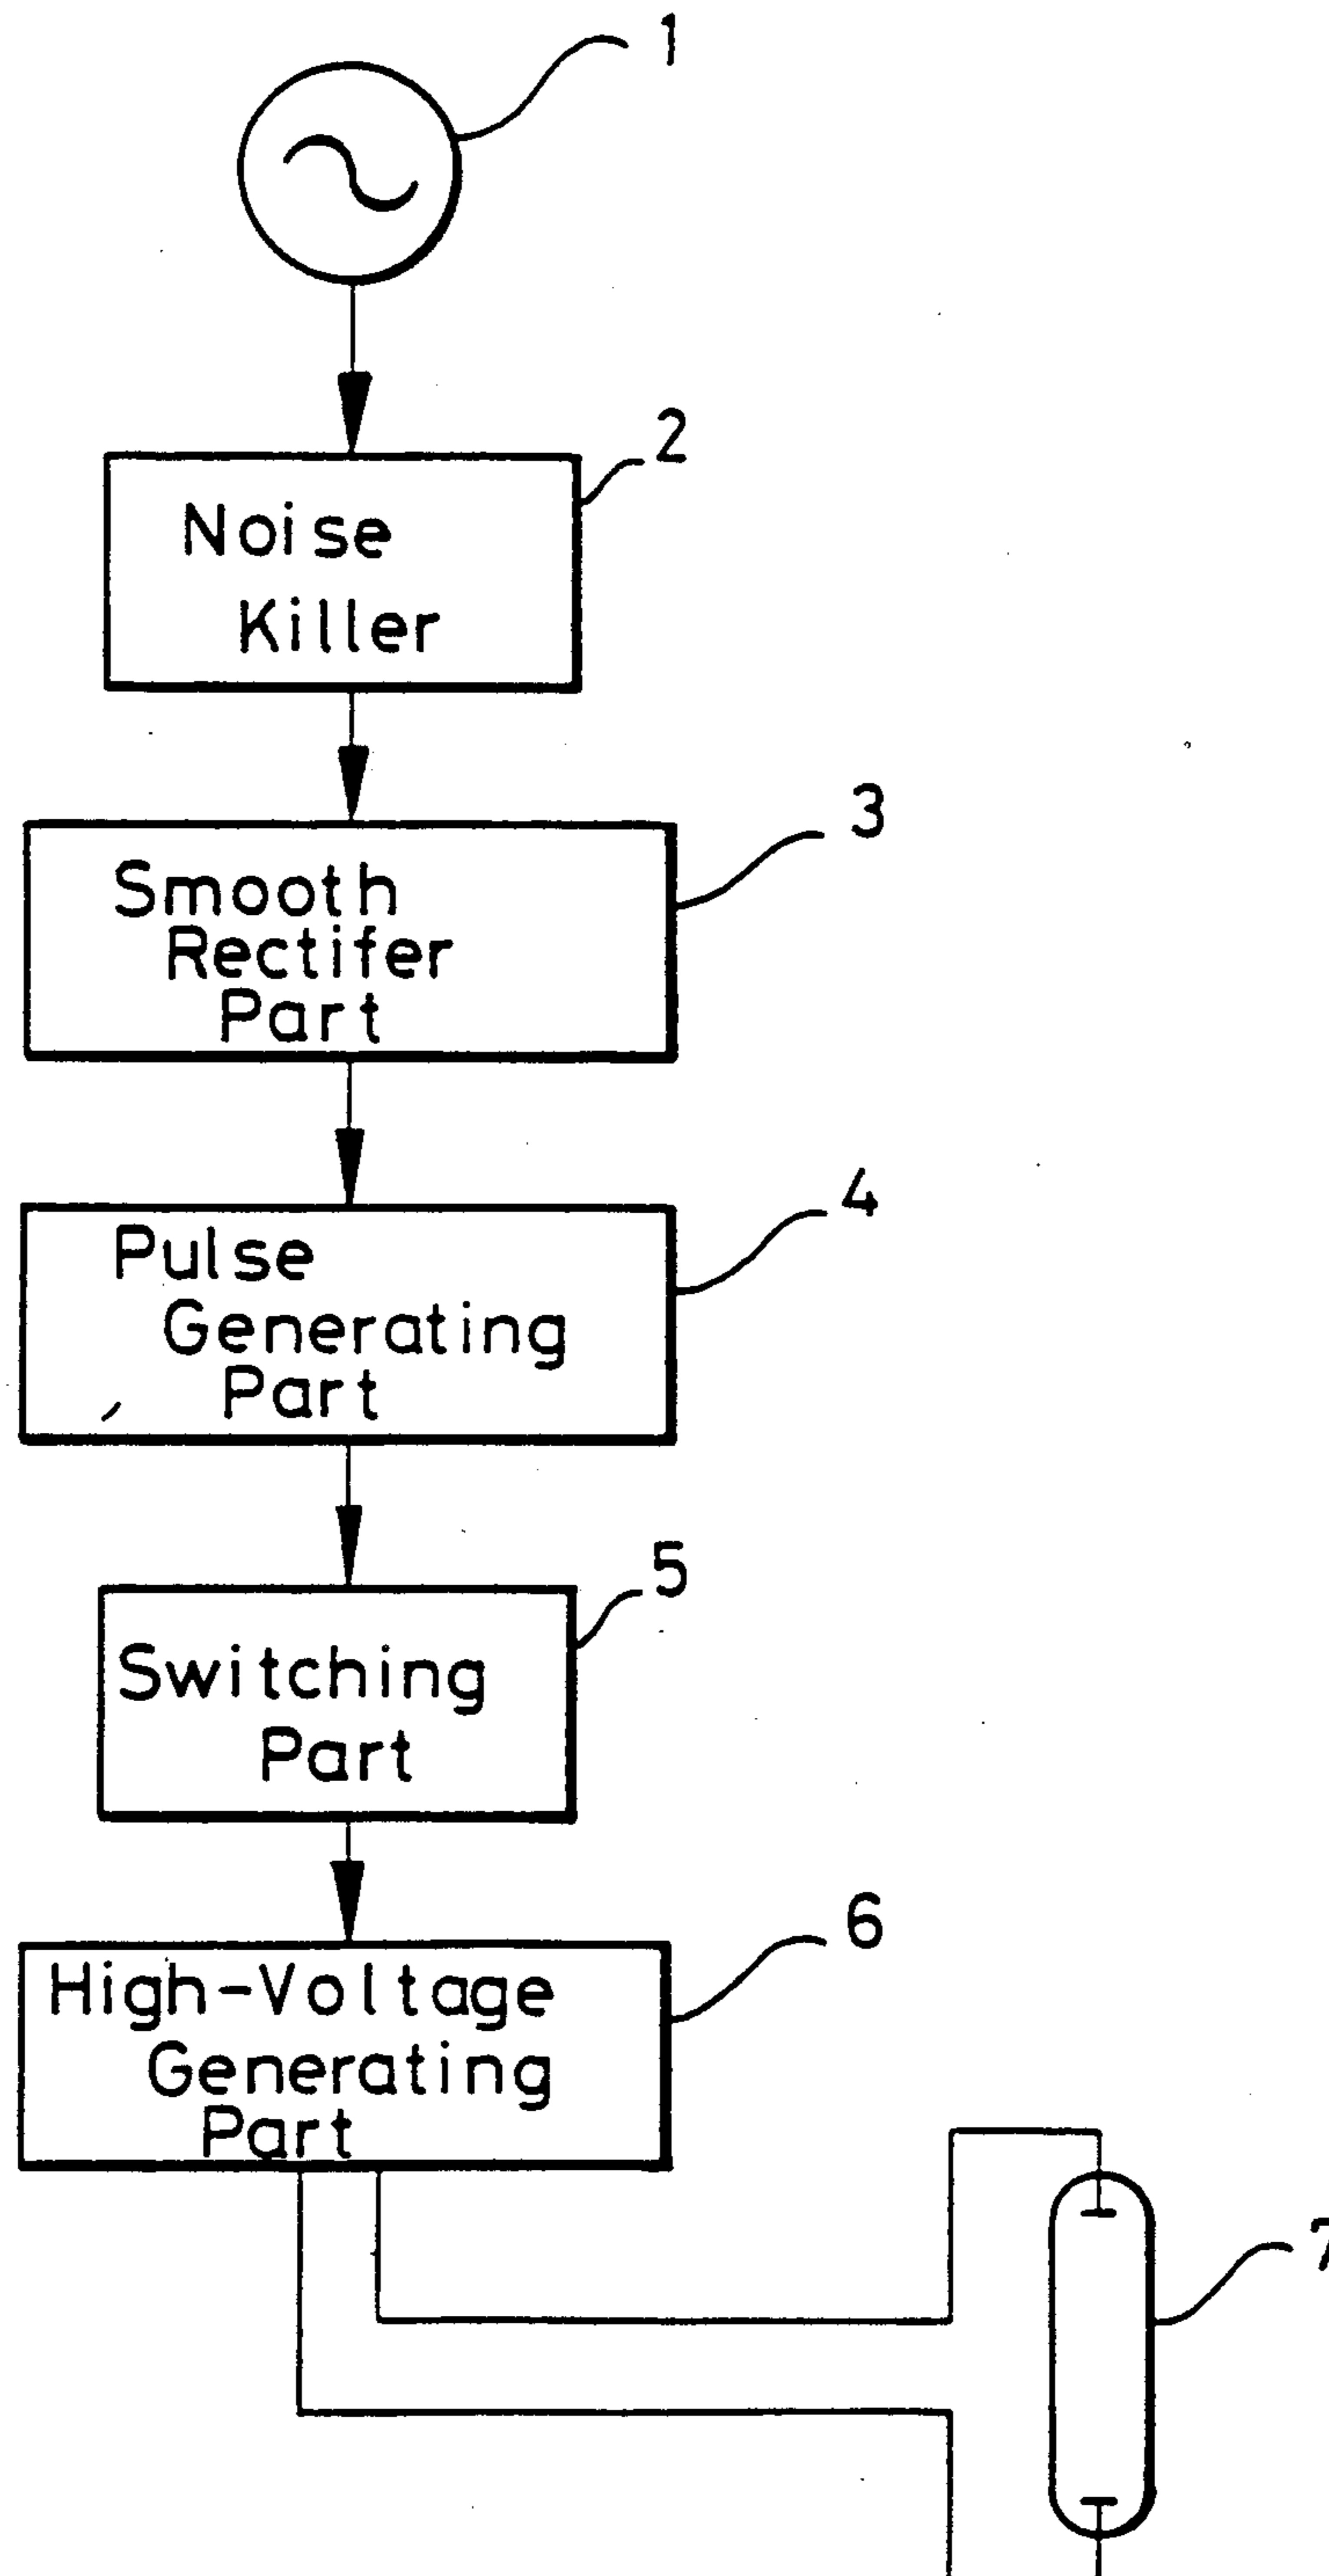 1
2
Noise
Killer
3
Smooth
Rectifer
Part
4
Pulse
Generating
Part
5
Switching
Part
6
High-Voltage
Generating
Part
7